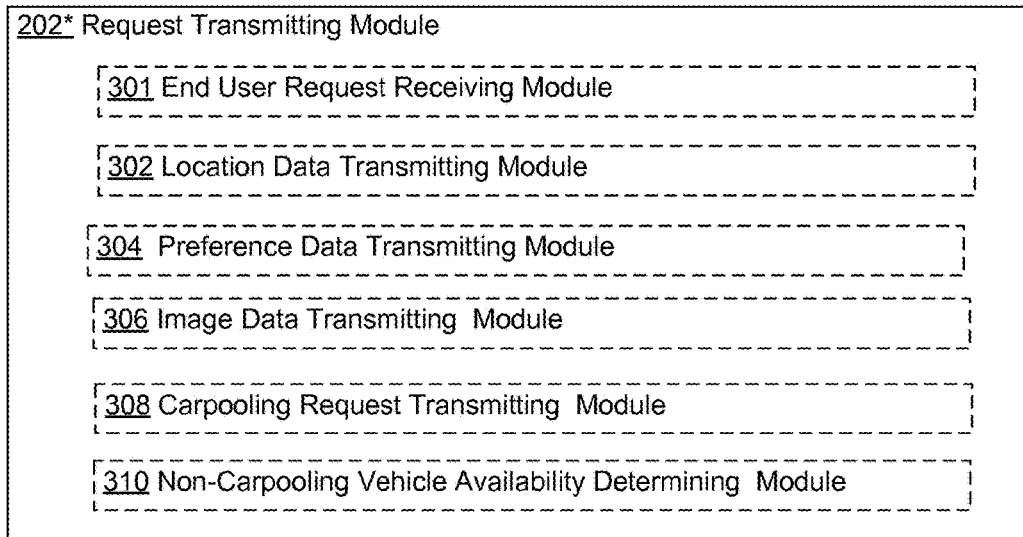 202* Request Transmitting Module
301 End User Request Receiving Module
302 Location Data Transmitting Module
304 Preference Data Transmitting Module
306 Image Data Transmitting Module
308 Carpooling Request Transmitting Module
310 Non-Carpooling Vehicle Availability Determining Module